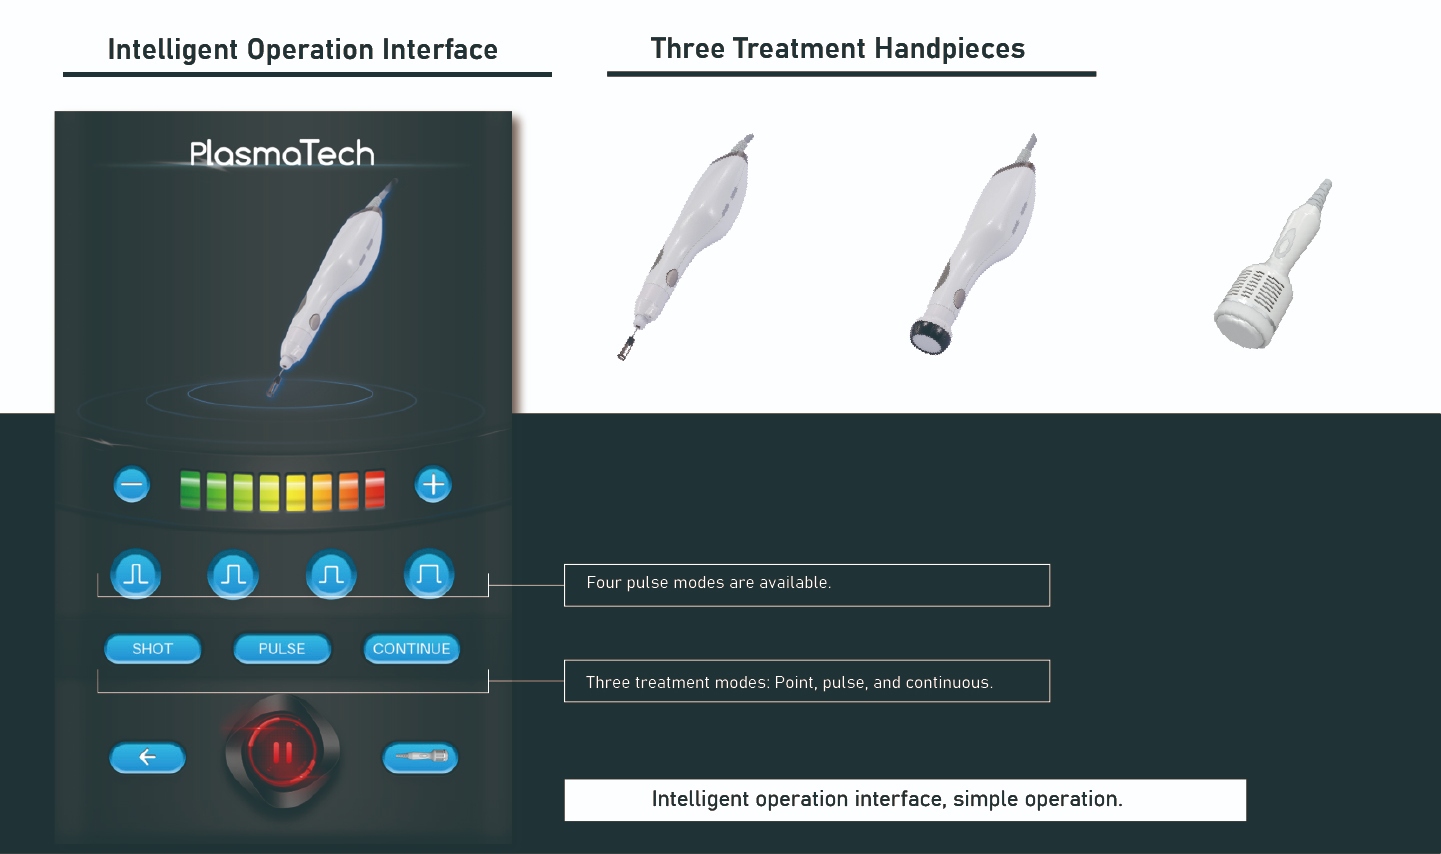 Intelligent Operation Interface
Three Treatment Handpieces
PlasmaTech
Four pulse modes are available.
SHOT
PULSE
CONTINUE
Three treatment modes: Point, pulse, and continuous.
Intelligent operation interface, simple operation.